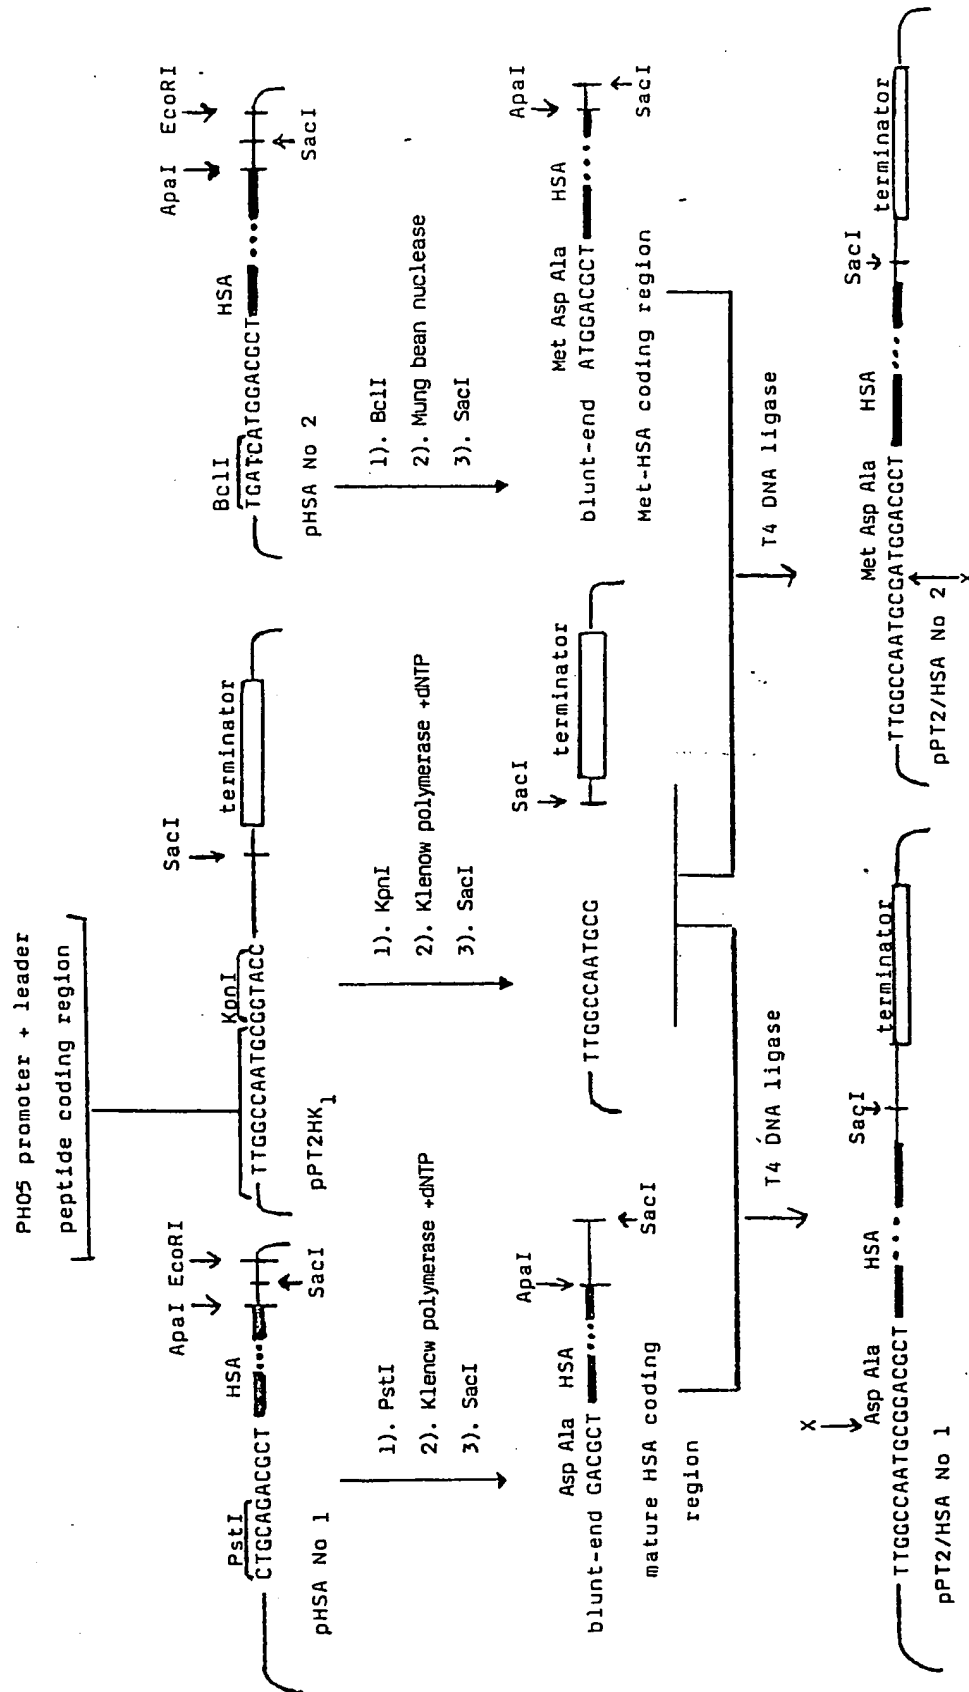 PHO5 promoter + leader
peptide coding region
PstI
CTGCAGACGCT
HSA
ApaI
EcoRI
SacI
pHSA No 1
KpnI
TTGGCCAATGCGGTACC
SacI
terminator
pPT2HK1
BclI
TGATCATGGACGCT
HSA
ApaI
EcoRI
SacI
pHSA No 2
1). PstI
2). Klencw polymerase +dNTP
3). SacI
1). KpnI
2). Klenow polymerase +dNTP
3). SacI
1). BclI
2). Mung bean nuclease
3). SacI
Asp Ala HSA
ApaI
blunt-end GACGCT
SacI
mature HSA coding
region
TTGGCCAATGCG
SacI
terminator
Met Asp Ala HSA
ApaI
blunt-end ATGGACGCT
SacI
Met-HSA coding region
T4 DNA ligase
T4 DNA ligase
X
Asp Ala
HSA
SacI
terminator
TTGGCCAATGCGGACGCT
pPT2/HSA No 1
Met Asp Ala
HSA
SacI
terminator
TTGGCCAATGCGATGGACGCT
pPT2/HSA No 2
X